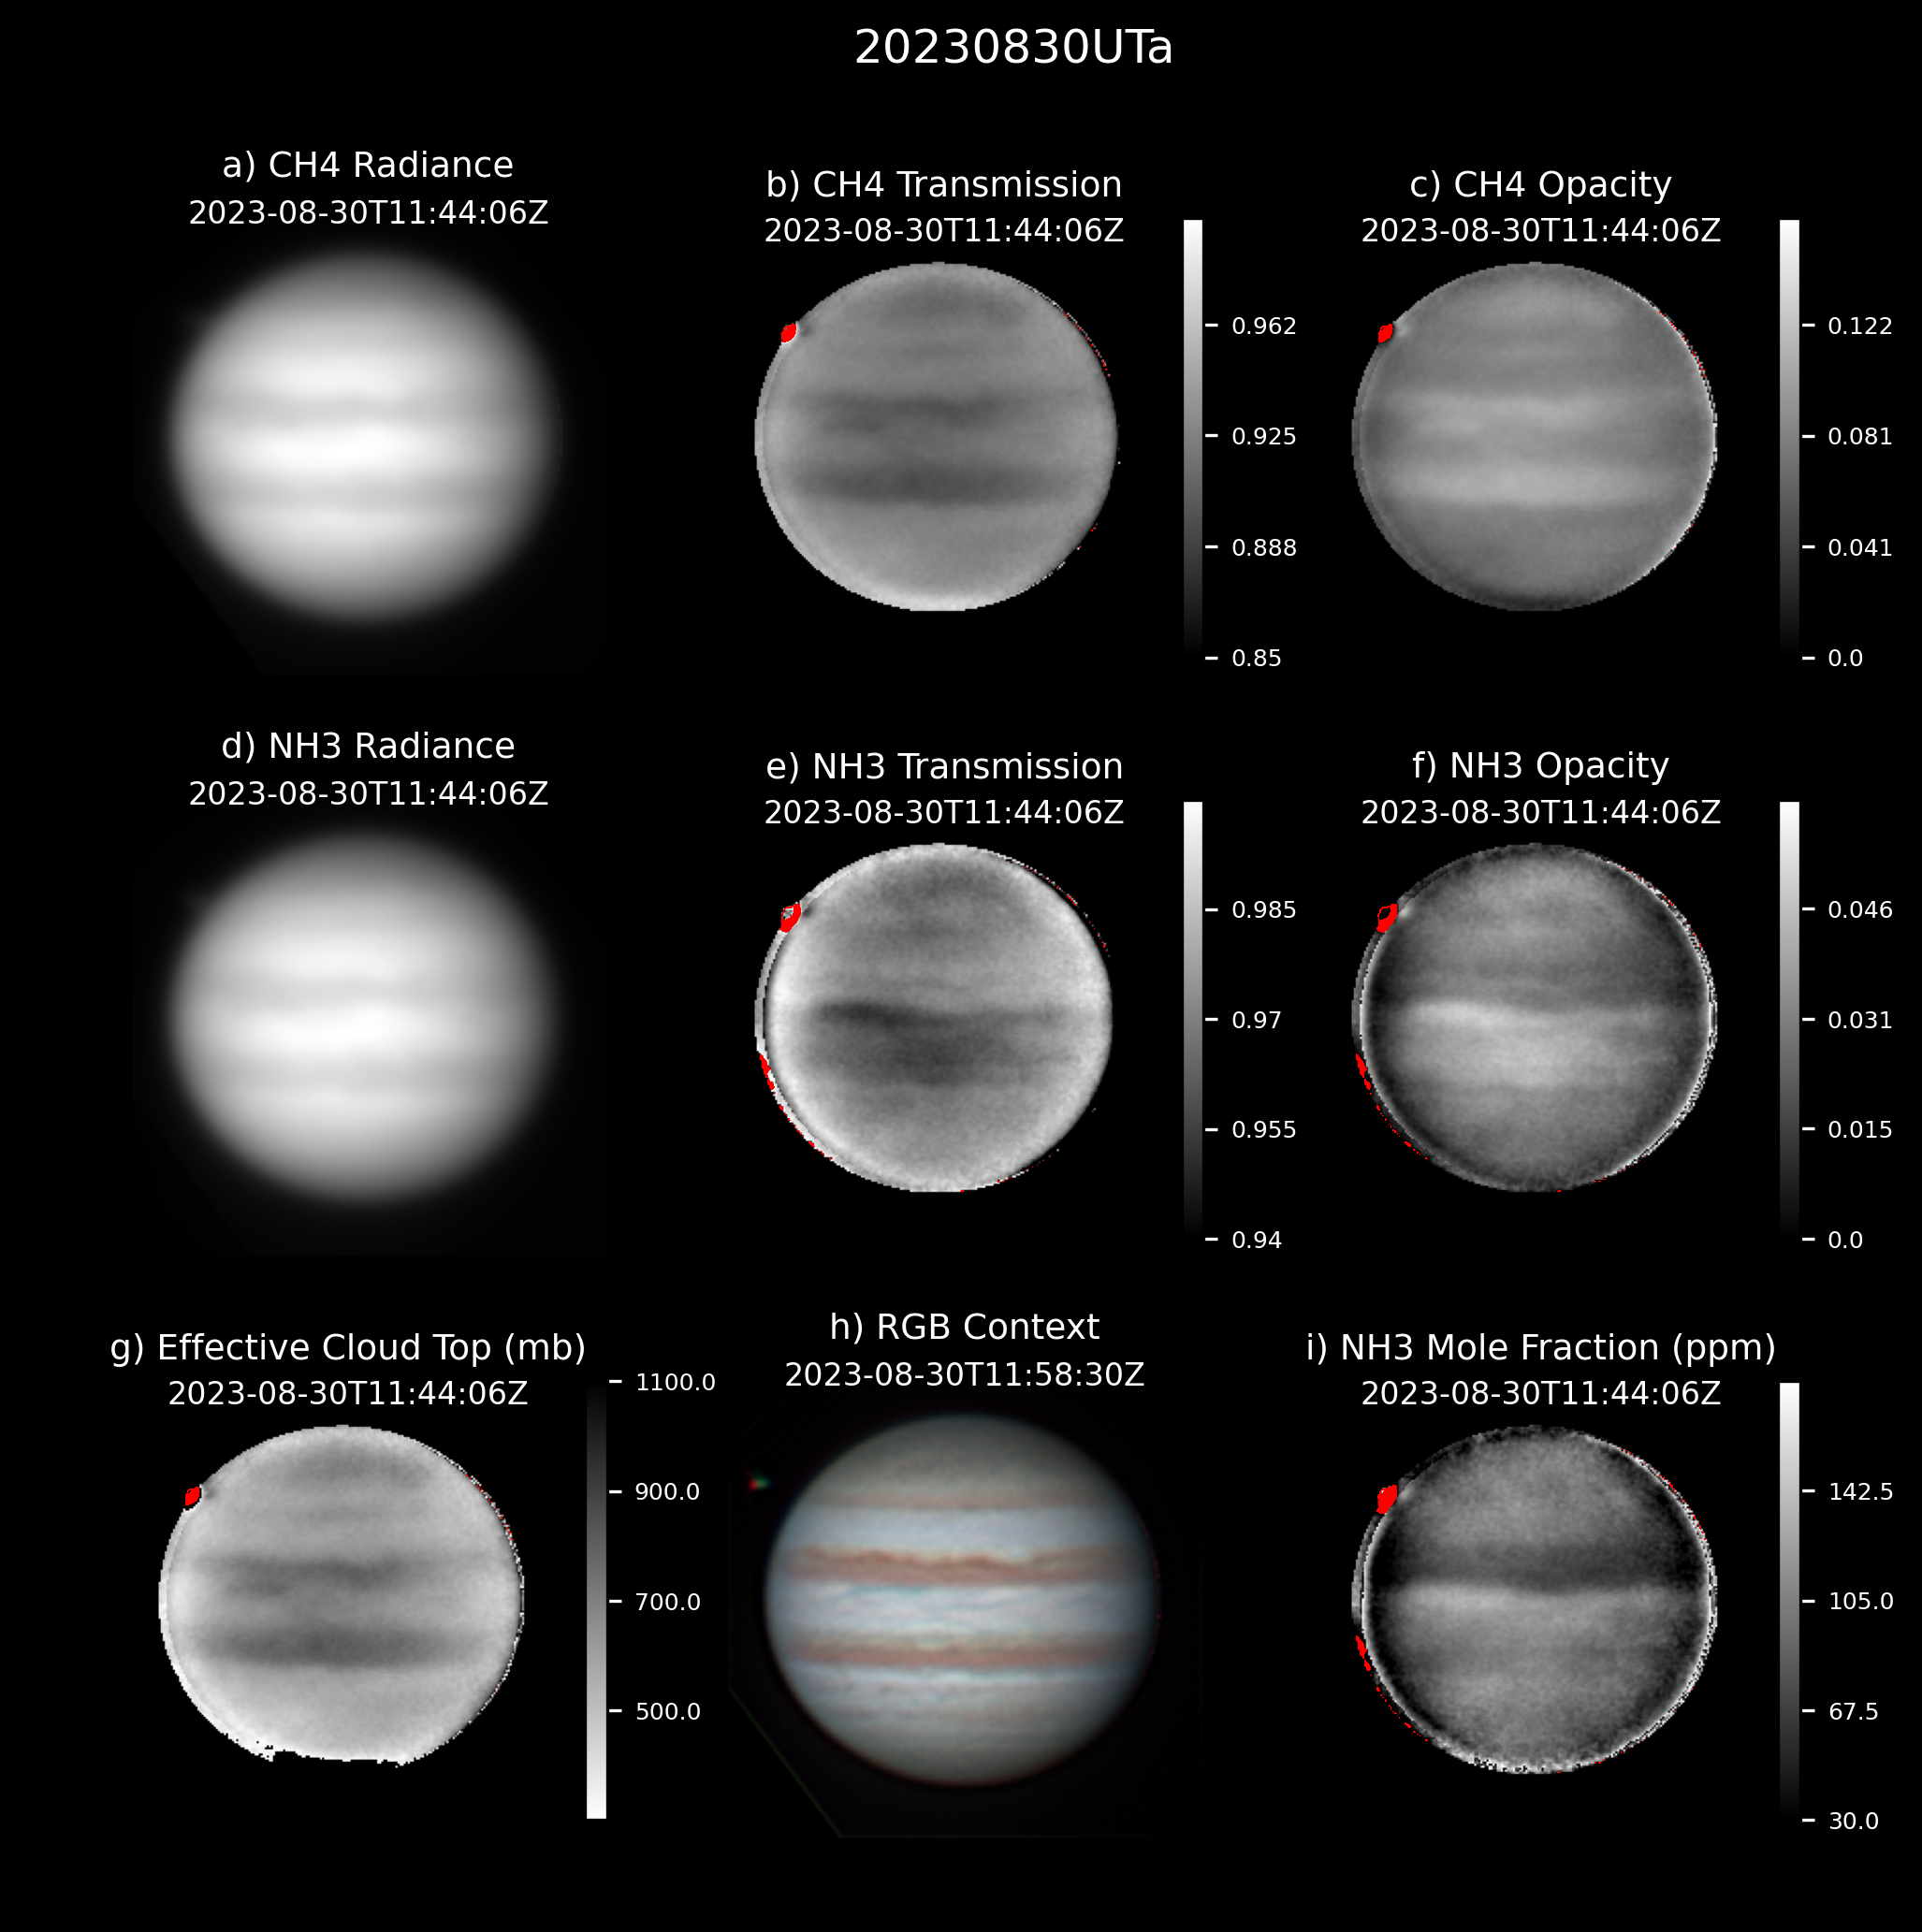 20230830UTa
a) CH4 Radiance
2023-08-30T11:44:06Z
b) CH4 Transmission
2023-08-30T11:44:06Z
0.962
0.925
0.888
0.85
c) CH4 Opacity
2023-08-30T11:44:06Z
0.122
0.081
0.041
0.0
d) NH3 Radiance
2023-08-30T11:44:06Z
e) NH3 Transmission
2023-08-30T11:44:06Z
0.985
0.97
0.955
0.94
f) NH3 Opacity
2023-08-30T11:44:06Z
0.046
0.031
0.015
0.0
g) Effective Cloud Top (mb)
2023-08-30T11:44:06Z
1100.0
900.0
700.0
500.0
h) RGB Context
2023-08-30T11:58:30Z
i) NH3 Mole Fraction (ppm)
2023-08-30T11:44:06Z
142.5
105.0
67.5
30.0